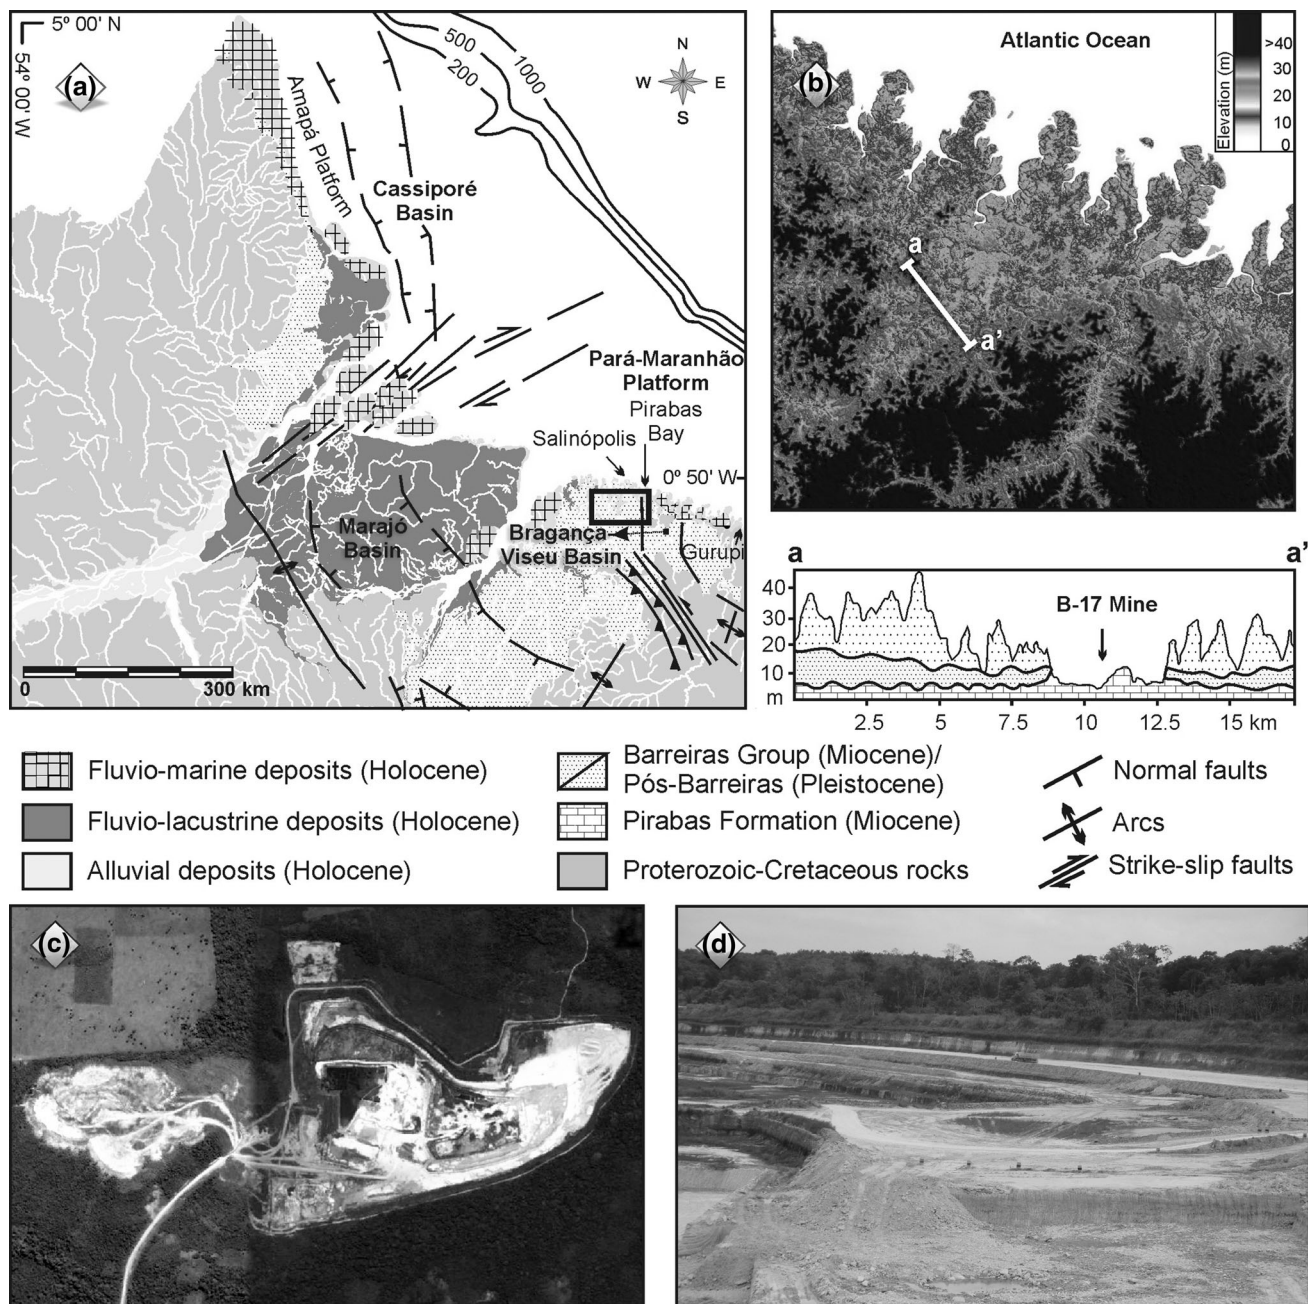 5º 00' N
54º 00' W
(a)
500
200
1000
N
W
E
S
Amapá Platform
Cassiporé
Basin
Pará-Maranhão
Platform
Pirabas
Bay
Salinópolis
0º 50' W
Marajó
Basin
Bragança
Viseu Basin
Gurupi
0
300 km
(b)
Atlantic Ocean
Elevation (m)
>40
30
20
10
0
a
a'
a
a'
40
30
20
10
m
B-17 Mine
2.5
5
7.5
10
12.5
15 km
Fluvio-marine deposits (Holocene)
Fluvio-lacustrine deposits (Holocene)
Alluvial deposits (Holocene)
Barreiras Group (Miocene)/
Pós-Barreiras (Pleistocene)
Pirabas Formation (Miocene)
Proterozoic-Cretaceous rocks
Normal faults
Arcs
Strike-slip faults
(c)
(d)